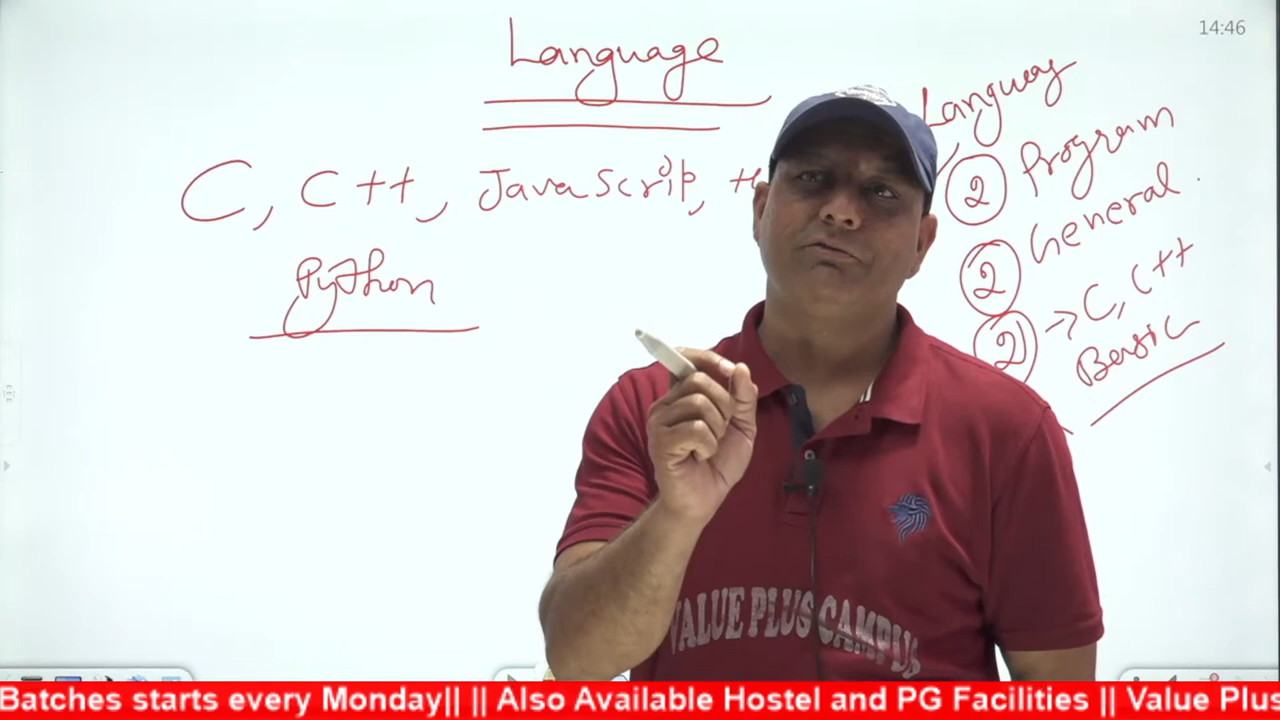 14:46
Language
C, C++, JavaScrip,
Python
Languag
2 Program
2 General.
2 → C, C++
Basic
VALUE PLUS CAMPUS
Batches starts every Monday|| || Also Available Hostel and PG Facilities || Value Plus